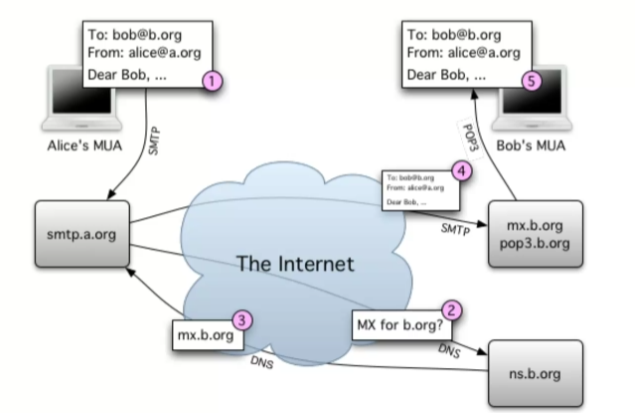 To: bob@b.org
From: alice@a.org
Dear Bob, ...
1
Alice's MUA
SMTP
To: bob@b.org
From: alice@a.org
Dear Bob, ...
5
Bob's MUA
POP3
To: bob@b.org
From: alice@a.org
Dear Bob, ...
4
SMTP
smtp.a.org
mx.b.org
pop3.b.org
The Internet
mx.b.org
3
DNS
MX for b.org?
2
DNS
ns.b.org